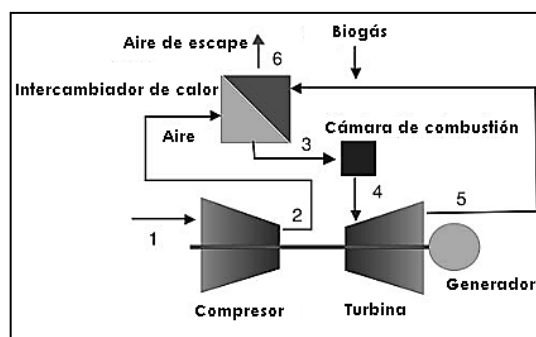 Biogás
Aire de escape
6
Intercambiador de calor
Cámara de combustión
Aire
3
4
5
2
1
Generador
Compresor
Turbina